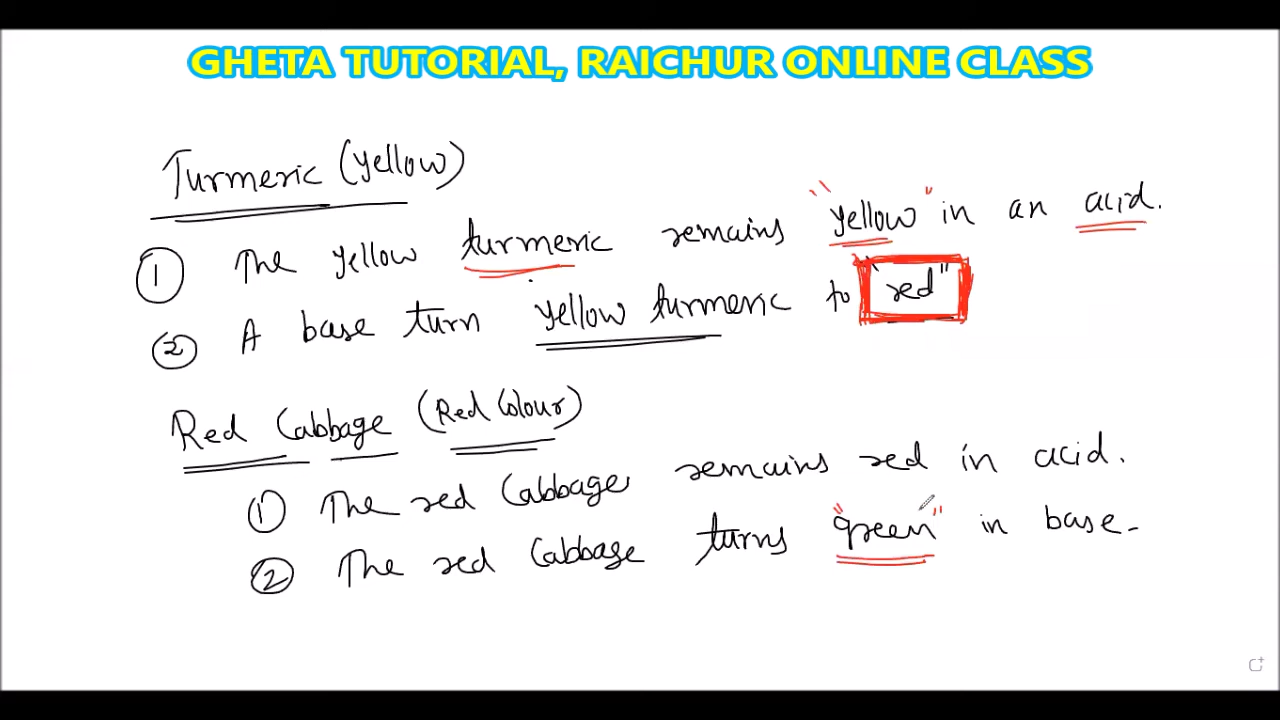 GHETA TUTORIAL, RAICHUR ONLINE CLASS
Turmeric (yellow)
① The yellow turmeric remains "yellow" in an acid.
② A base turn yellow turmeric to "red"
Red Cabbage (Red Colour)
① The red Cabbage remains red in acid.
② The red Cabbage turns "green" in base.